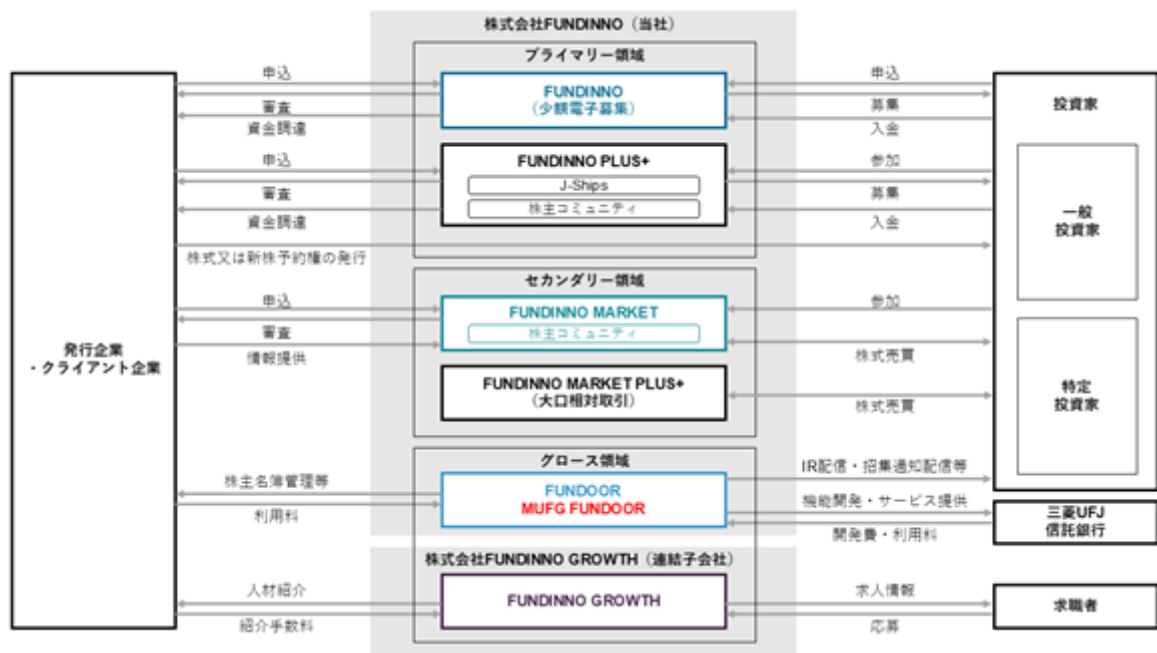 株式会社FUNDINNO（当社）
プライマリー領域
申込
FUNDINNO
（少額電子募集）
申込
審査
募集
資金調達
入金
投資家
申込
FUNDINNO PLUS+
参加
J-Ships
審査
募集
株主コミュニティ
資金調達
入金
一般
投資家
株式又は新株予約権の発行
セカンダリー領域
申込
FUNDINNO MARKET
参加
審査
株主コミュニティ
情報提供
株式売買
発行企業
・クライアント企業
FUNDINNO MARKET PLUS+
（大口相対取引）
株式売買
特定
投資家
グロース領域
株主名簿管理等
FUNDOOR
MUFG FUNDOOR
IR配信・招集通知配信等
利用料
機能開発・サービス提供
開発費・利用料
三菱UFJ
信託銀行
株式会社FUNDINNO GROWTH（連結子会社）
人材紹介
FUNDINNO GROWTH
求人情報
紹介手数料
応募
求職者